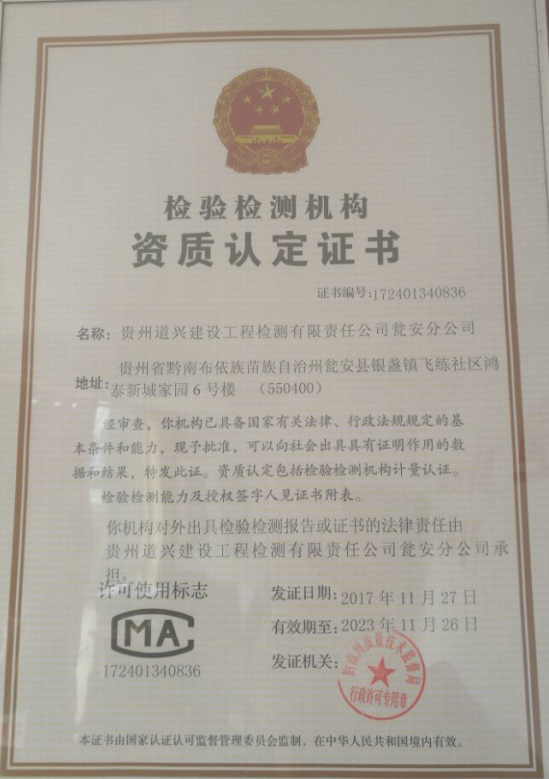 检验检测机构
资质认定证书
证书编号:172401340836
名称: 贵州道兴建设工程检测有限责任公司瓮安分公司
贵州省黔南布依族苗族自治州瓮安县银盏镇飞练社区鸿
地址: 泰新城家园6号楼 (550400)
经审查,你机构已具备国家有关法律、行政法规规定的基
本条件和能力,现予批准,可以向社会出具具有证明作用的数
据和结果,特发此证。资质认定包括检验检测机构计量认证。
检验检测能力及授权签字人见证书附表。
你机构对外出具检验检测报告或证书的法律责任由
贵州道兴建设工程检测有限责任公司瓮安分公司承
担。
许可使用标志
MA
172401340836
发证日期: 2017年11月27日
有效期至: 2023年11月26日
发证机关:
质量技术监督局
行政许可专用章
本证书由国家认证认可监督管理委员会监制,在中华人民共和国境内有效。